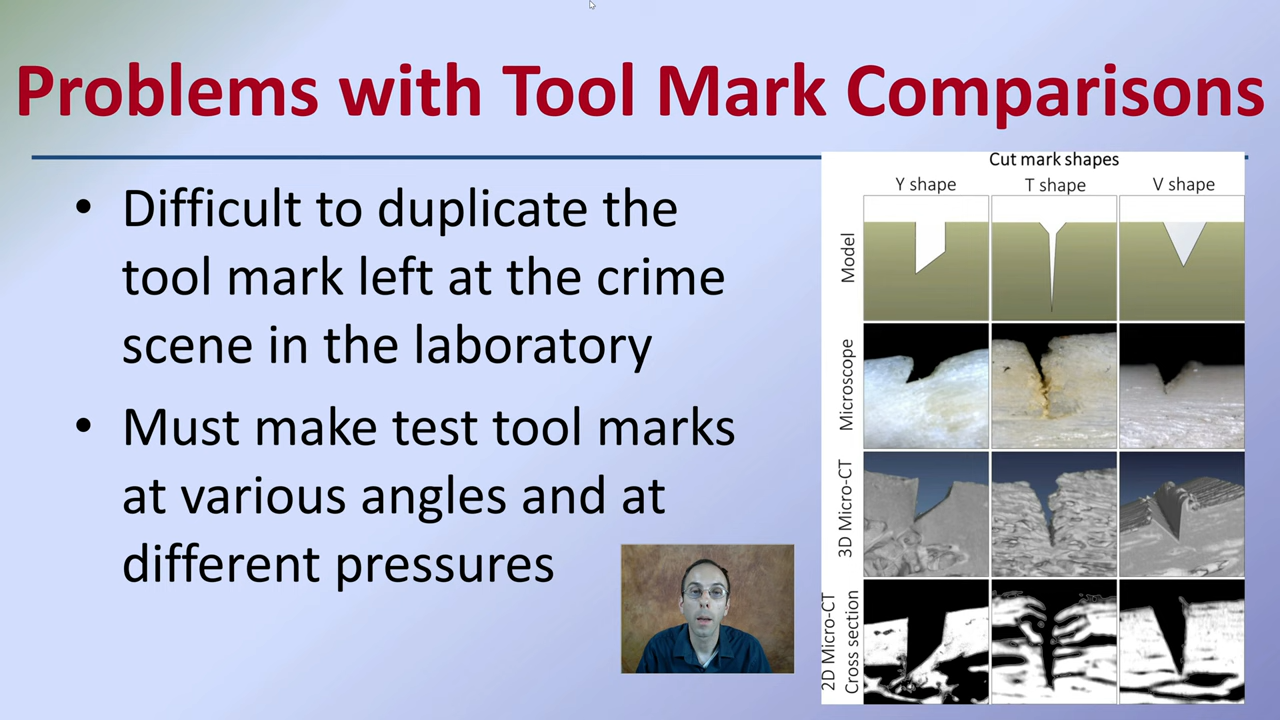 Problems with Tool Mark Comparisons
• Difficult to duplicate the
tool mark left at the crime
scene in the laboratory
• Must make test tool marks
at various angles and at
different pressures
Cut mark shapes
Y shape
T shape
V shape
Model
Microscope
3D Micro-CT
2D Micro-CT
Cross section